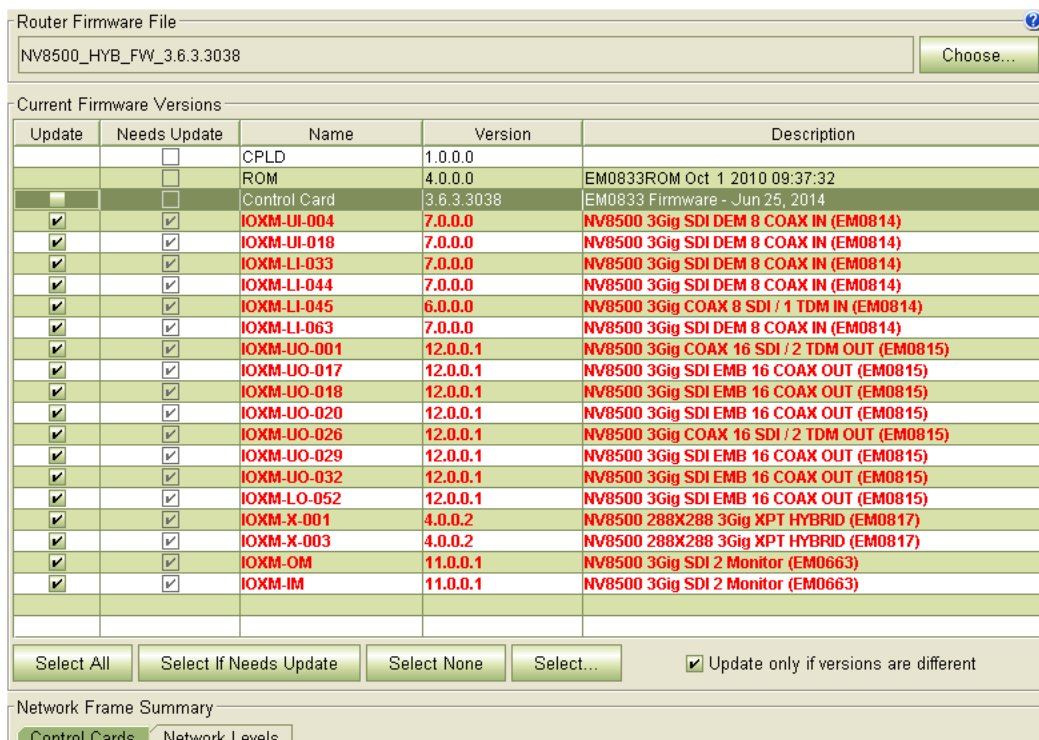 Router Firmware File
NV8500_HYB_FW_3.6.3.3038 Choose...
Current Firmware Versions
Update Needs Update Name Version Description
CPLD 1.0.0.0
ROM 4.0.0.0 EM0833ROM Oct 1 2010 09:37:32
Control Card 3.6.3.3038 EM0833 Firmware - Jun 25, 2014
IOXM-UI-004 7.0.0.0 NV8500 3Gig SDI DEM 8 COAX IN (EM0814)
IOXM-UI-018 7.0.0.0 NV8500 3Gig SDI DEM 8 COAX IN (EM0814)
IOXM-LI-033 7.0.0.0 NV8500 3Gig SDI DEM 8 COAX IN (EM0814)
IOXM-LI-044 7.0.0.0 NV8500 3Gig SDI DEM 8 COAX IN (EM0814)
IOXM-LI-045 6.0.0.0 NV8500 3Gig COAX 8 SDI / 1 TDM IN (EM0814)
IOXM-LI-063 7.0.0.0 NV8500 3Gig SDI DEM 8 COAX IN (EM0814)
IOXM-UO-001 12.0.0.1 NV8500 3Gig COAX 16 SDI / 2 TDM OUT (EM0815)
IOXM-UO-017 12.0.0.1 NV8500 3Gig SDI EMB 16 COAX OUT (EM0815)
IOXM-UO-018 12.0.0.1 NV8500 3Gig SDI EMB 16 COAX OUT (EM0815)
IOXM-UO-020 12.0.0.1 NV8500 3Gig SDI EMB 16 COAX OUT (EM0815)
IOXM-UO-026 12.0.0.1 NV8500 3Gig COAX 16 SDI / 2 TDM OUT (EM0815)
IOXM-UO-029 12.0.0.1 NV8500 3Gig SDI EMB 16 COAX OUT (EM0815)
IOXM-UO-032 12.0.0.1 NV8500 3Gig SDI EMB 16 COAX OUT (EM0815)
IOXM-LO-052 12.0.0.1 NV8500 3Gig SDI EMB 16 COAX OUT (EM0815)
IOXM-X-001 4.0.0.2 NV8500 288X288 3Gig XPT HYBRID (EM0817)
IOXM-X-003 4.0.0.2 NV8500 288X288 3Gig XPT HYBRID (EM0817)
IOXM-OM 11.0.0.1 NV8500 3Gig SDI 2 Monitor (EM0663)
IOXM-IM 11.0.0.1 NV8500 3Gig SDI 2 Monitor (EM0663)
Select All Select If Needs Update Select None Select... Update only if versions are different
Network Frame Summary
Control Cards Network Levels